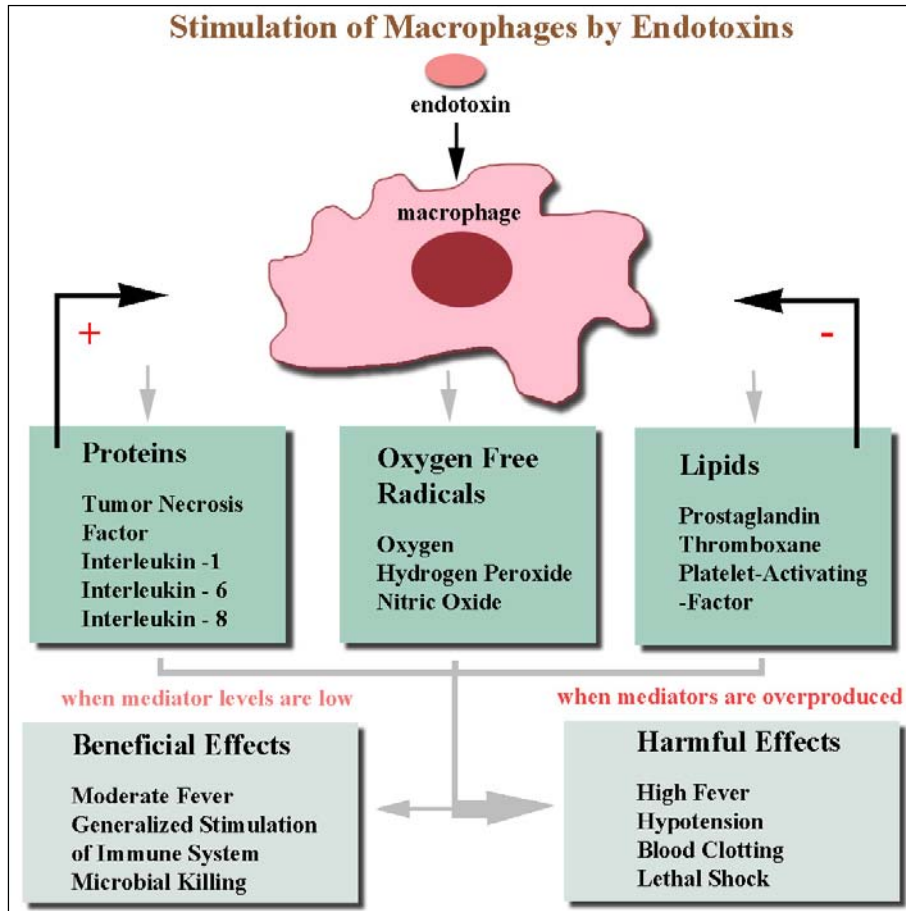 Stimulation of Macrophages by Endotoxins
endotoxin
macrophage
+
-
Proteins
Tumor Necrosis
Factor
Interleukin -1
Interleukin - 6
Interleukin - 8
Oxygen Free
Radicals
Oxygen
Hydrogen Peroxide
Nitric Oxide
Lipids
Prostaglandin
Thromboxane
Platelet-Activating
-Factor
when mediator levels are low
when mediators are overproduced
Beneficial Effects
Moderate Fever
Generalized Stimulation
of Immune System
Microbial Killing
Harmful Effects
High Fever
Hypotension
Blood Clotting
Lethal Shock